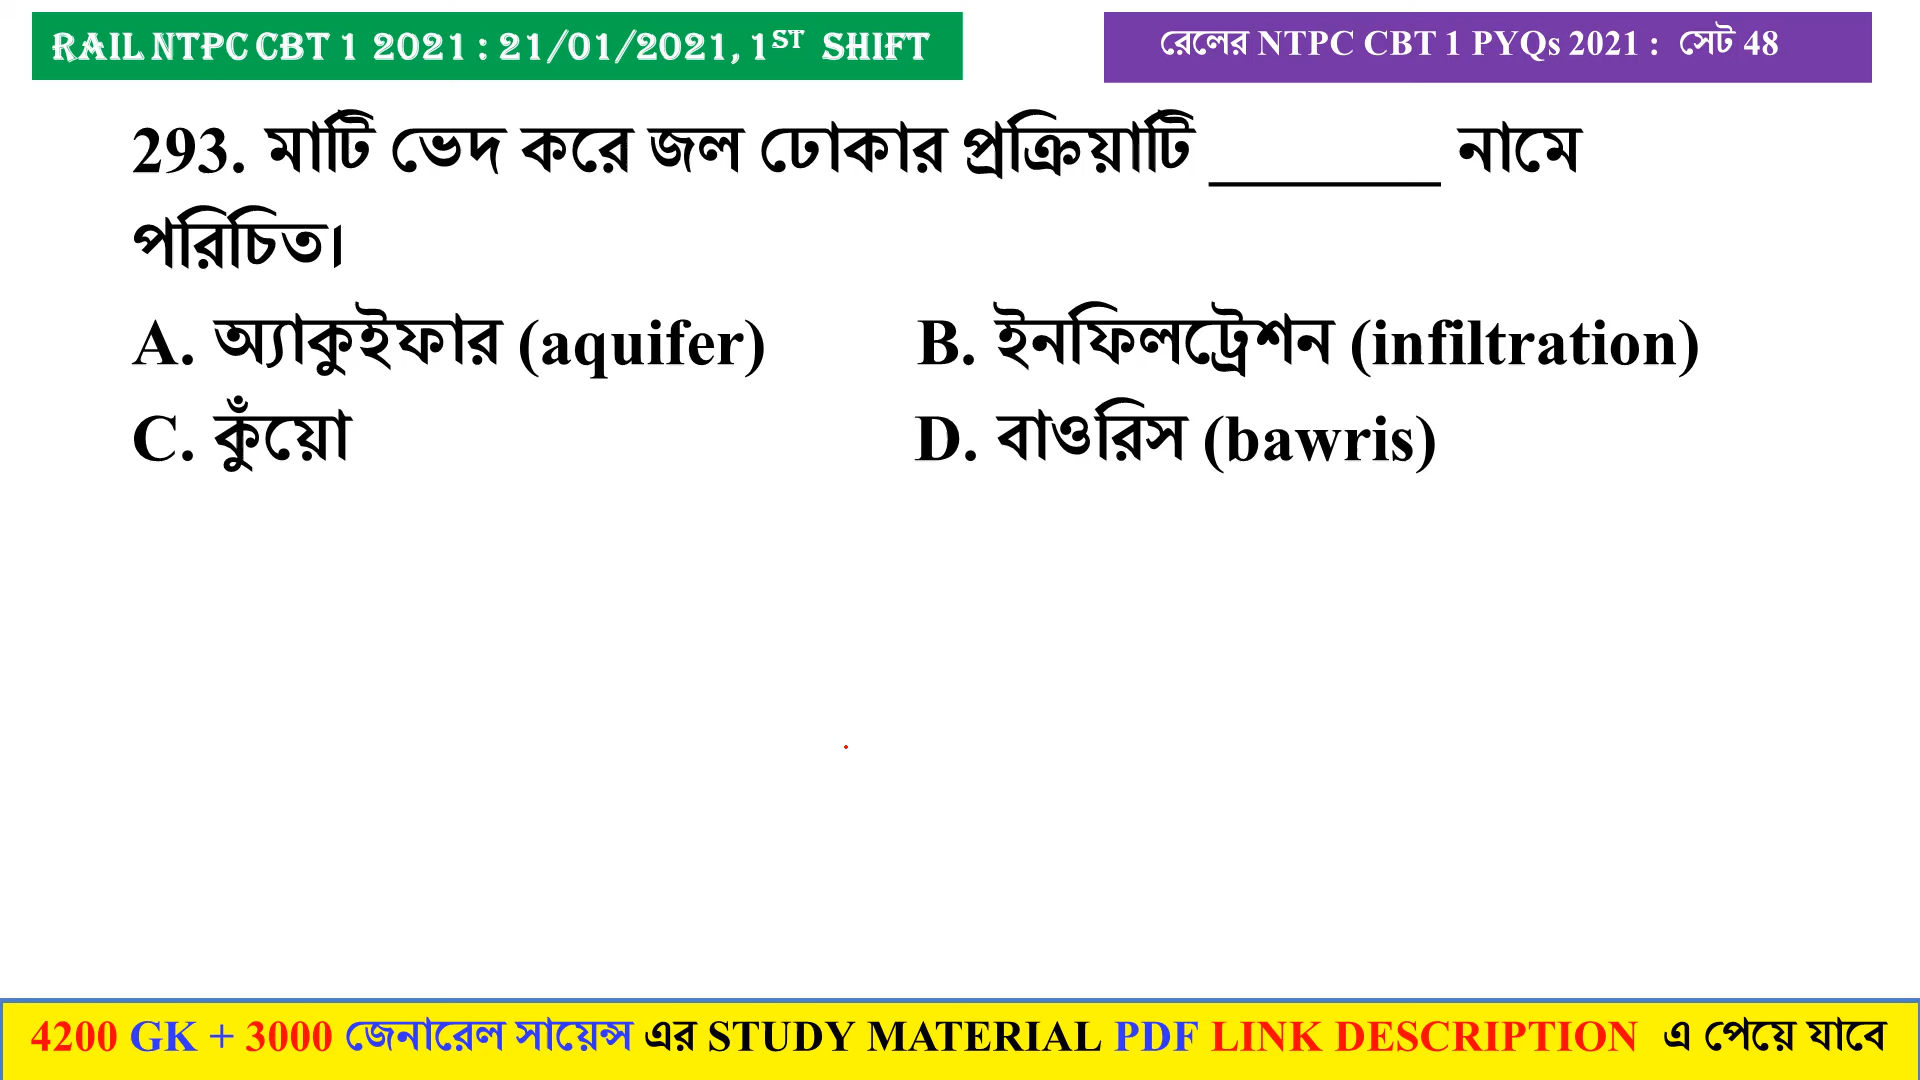 RAIL NTPC CBT 1 2021 : 21/01/2021, 1ST SHIFT
রেলের NTPC CBT 1 PYQs 2021 : সেট 48
293. মাটি ভেদ করে জল ঢোকার প্রক্রিয়াটি _______ নামে
পরিচিত।
A. অ্যাকুইফার (aquifer) B. ইনফিলট্রেশন (infiltration)
C. কুঁয়ো D. বাওরিস (bawris)
4200 GK + 3000 জেনারেল সায়েন্স এর STUDY MATERIAL PDF LINK DESCRIPTION এ পেয়ে যাবে